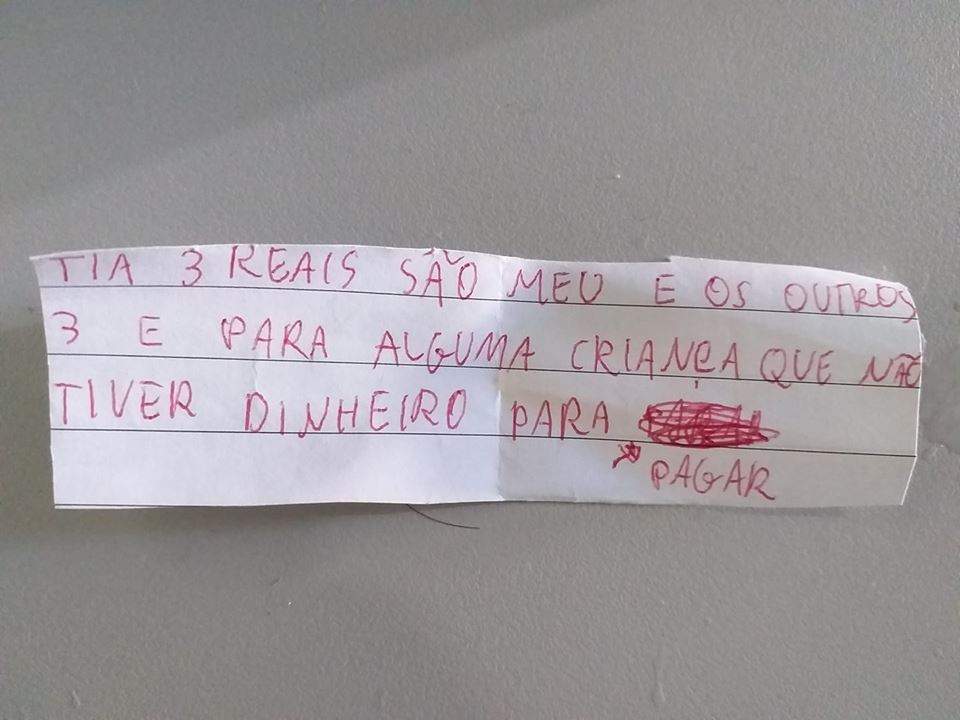 TIA 3 REAIS SÃO MEU E OS OUTROS
3 E PARA ALGUMA CRIANÇA QUE NÃO
TIVER DINHEIRO PARA
PAGAR